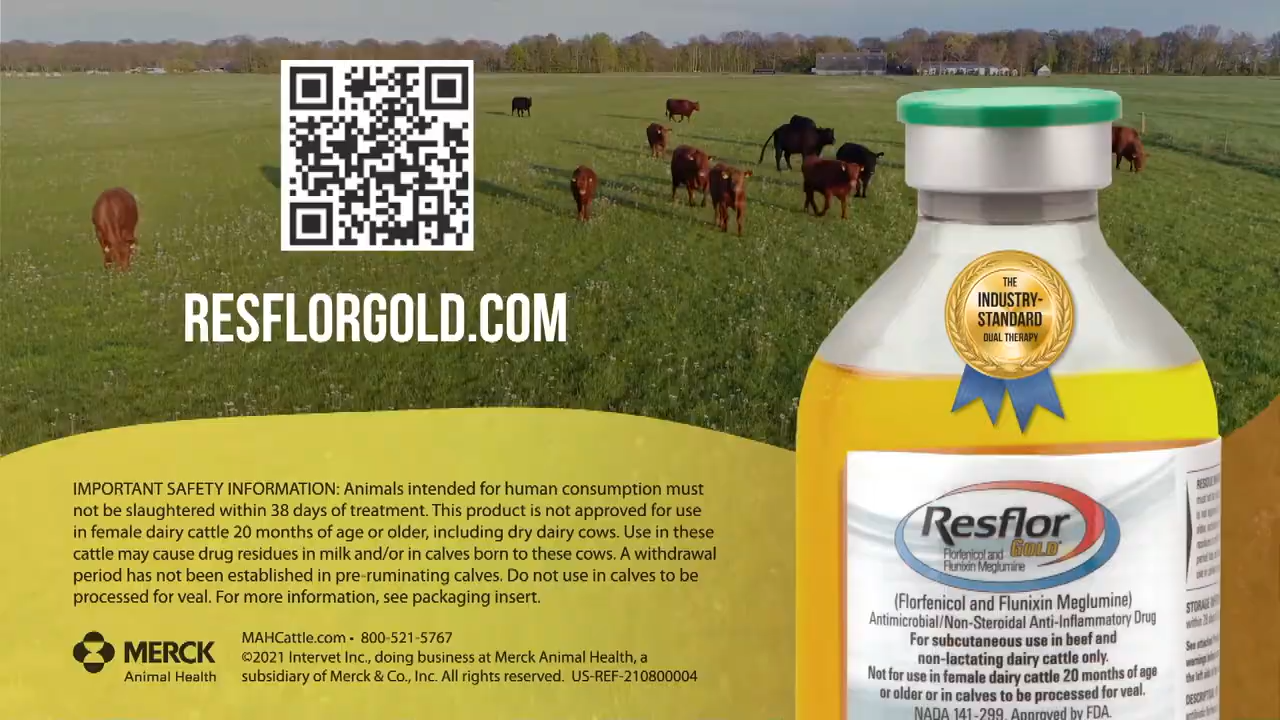 RESFLORGOLD.COM
IMPORTANT SAFETY INFORMATION: Animals intended for human consumption must
not be slaughtered within 38 days of treatment. This product is not approved for use
in female dairy cattle 20 months of age or older, including dry dairy cows. Use in these
cattle may cause drug residues in milk and/or in calves born to these cows. A withdrawal
period has not been established in pre-ruminating calves. Do not use in calves to be
processed for veal. For more information, see packaging insert.
MERCK
Animal Health
MAHCattle.com • 800-521-5767
©2021 Intervet Inc., doing business at Merck Animal Health, a
subsidiary of Merck & Co., Inc. All rights reserved. US-REF-210800004
THE
INDUSTRY-
STANDARD
DUAL THERAPY
Resflor
GOLD®
Florfenicol and
Flunixin Meglumine
(Florfenicol and Flunixin Meglumine)
Antimicrobial/Non-Steroidal Anti-Inflammatory Drug
For subcutaneous use in beef and
non-lactating dairy cattle only.
Not for use in female dairy cattle 20 months of age
or older or in calves to be processed for veal.
NADA 141-299, Approved by FDA.